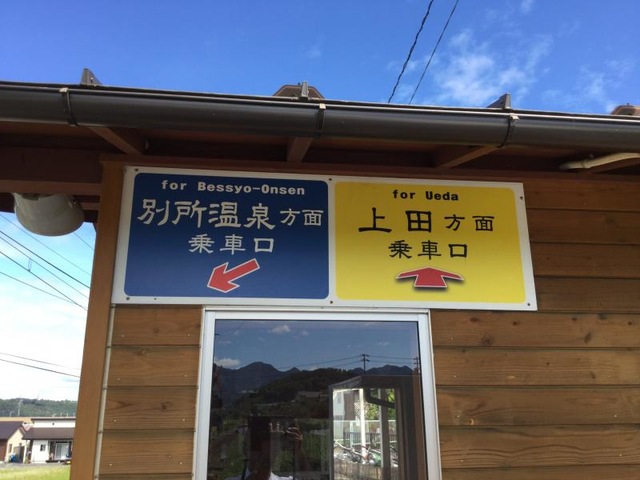 for Bessyo-Onsen
別所温泉方面
乗車口
for Ueda
上田方面
乗車口